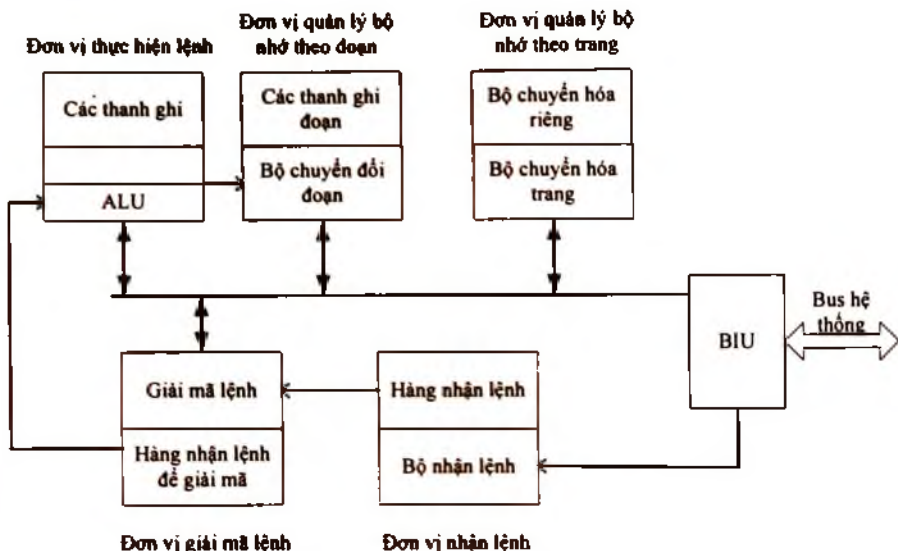 Đơn vị thực hiện lệnh
Đơn vị quản lý bộ
nhớ theo đoạn
Đơn vị quản lý bộ
nhớ theo trang
Các thanh ghi
ALU
Các thanh ghi
đoạn
Bộ chuyển đổi
đoạn
Bộ chuyển hóa
riêng
Bộ chuyển hóa
trang
BIU
Bus hệ
thống
Giải mã lệnh
Hàng nhận lệnh
để giải mã
Hàng nhận lệnh
Bộ nhận lệnh
Đơn vị giải mã lệnh
Đơn vị nhận lệnh